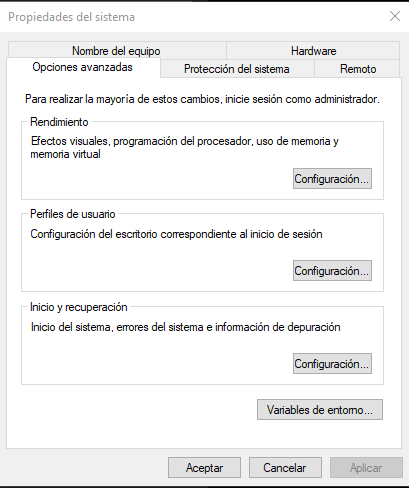 Propiedades del sistema
Nombre del equipo
Hardware
Opciones avanzadas
Protección del sistema
Remoto
Para realizar la mayoría de estos cambios, inicie sesión como administrador.
Rendimiento
Efectos visuales, programación del procesador, uso de memoria y
memoria virtual
Configuración...
Perfiles de usuario
Configuración del escritorio correspondiente al inicio de sesión
Configuración...
Inicio y recuperación
Inicio del sistema, errores del sistema e información de depuración
Configuración...
Variables de entorno...
Aceptar
Cancelar
Aplicar